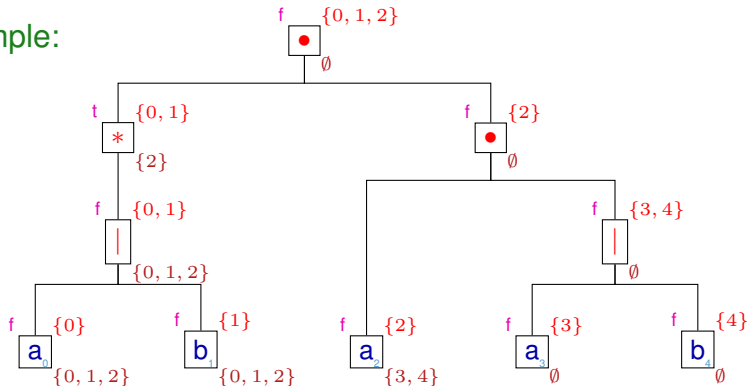 mple:
f {0, 1, 2}
•
∅
t {0, 1}
*
{2}
f {2}
•
∅
f {0, 1}
|
{0, 1, 2}
f {3, 4}
|
∅
f {0}
a₀
{0, 1, 2}
f {1}
b₁
{0, 1, 2}
f {2}
a₂
{3, 4}
f {3}
a₃
∅
f {4}
b₄
∅